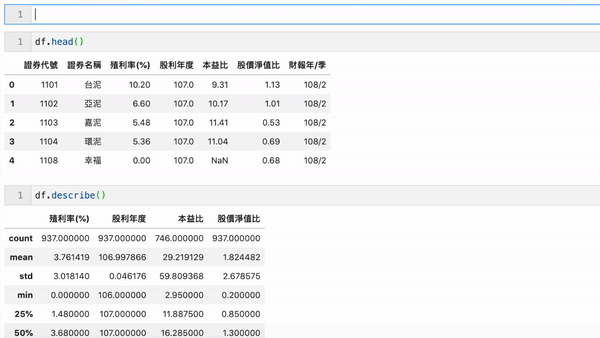 1
1 df.head()
證券代號 證券名稱 殖利率(%) 股利年度 本益比 股價淨值比 財報年/季
0 1101 台泥 10.20 107.0 9.31 1.13 108/2
1 1102 亞泥 6.60 107.0 10.17 1.01 108/2
2 1103 嘉泥 5.48 107.0 11.41 0.53 108/2
3 1104 環泥 5.36 107.0 11.04 0.69 108/2
4 1108 幸福 0.00 107.0 NaN 0.68 108/2
1 df.describe()
殖利率(%) 股利年度 本益比 股價淨值比
count 937.000000 937.000000 746.000000 937.000000
mean 3.761419 106.997866 29.219129 1.824482
std 3.018140 0.046176 59.809368 2.678575
min 0.000000 106.000000 2.950000 0.200000
25% 1.480000 107.000000 11.887500 0.850000
50% 3.680000 107.000000 16.285000 1.300000